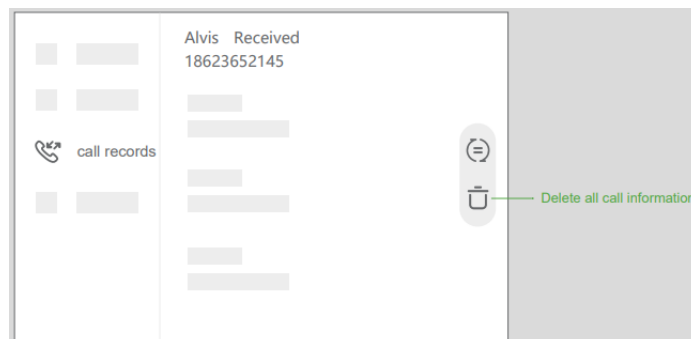 Alvis Received
18623652145
call records
Delete all call information